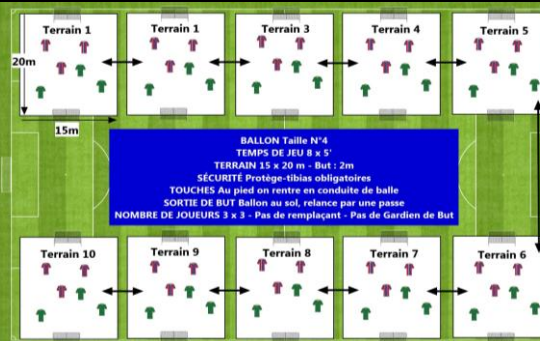 Terrain 1
Terrain 1
Terrain 3
Terrain 4
Terrain 5
20m
15m
BALLON Taille N°4
TEMPS DE JEU 8 x 5'
TERRAIN 15 x 20 m - But : 2m
SÉCURITÉ Protège-tibias obligatoires
TOUCHES Au pied on rentre en conduite de balle
SORTIE DE BUT Ballon au sol, relance par une passe
NOMBRE DE JOUEURS 3 x 3 - Pas de remplaçant - Pas de Gardien de But
Terrain 10
Terrain 9
Terrain 8
Terrain 7
Terrain 6